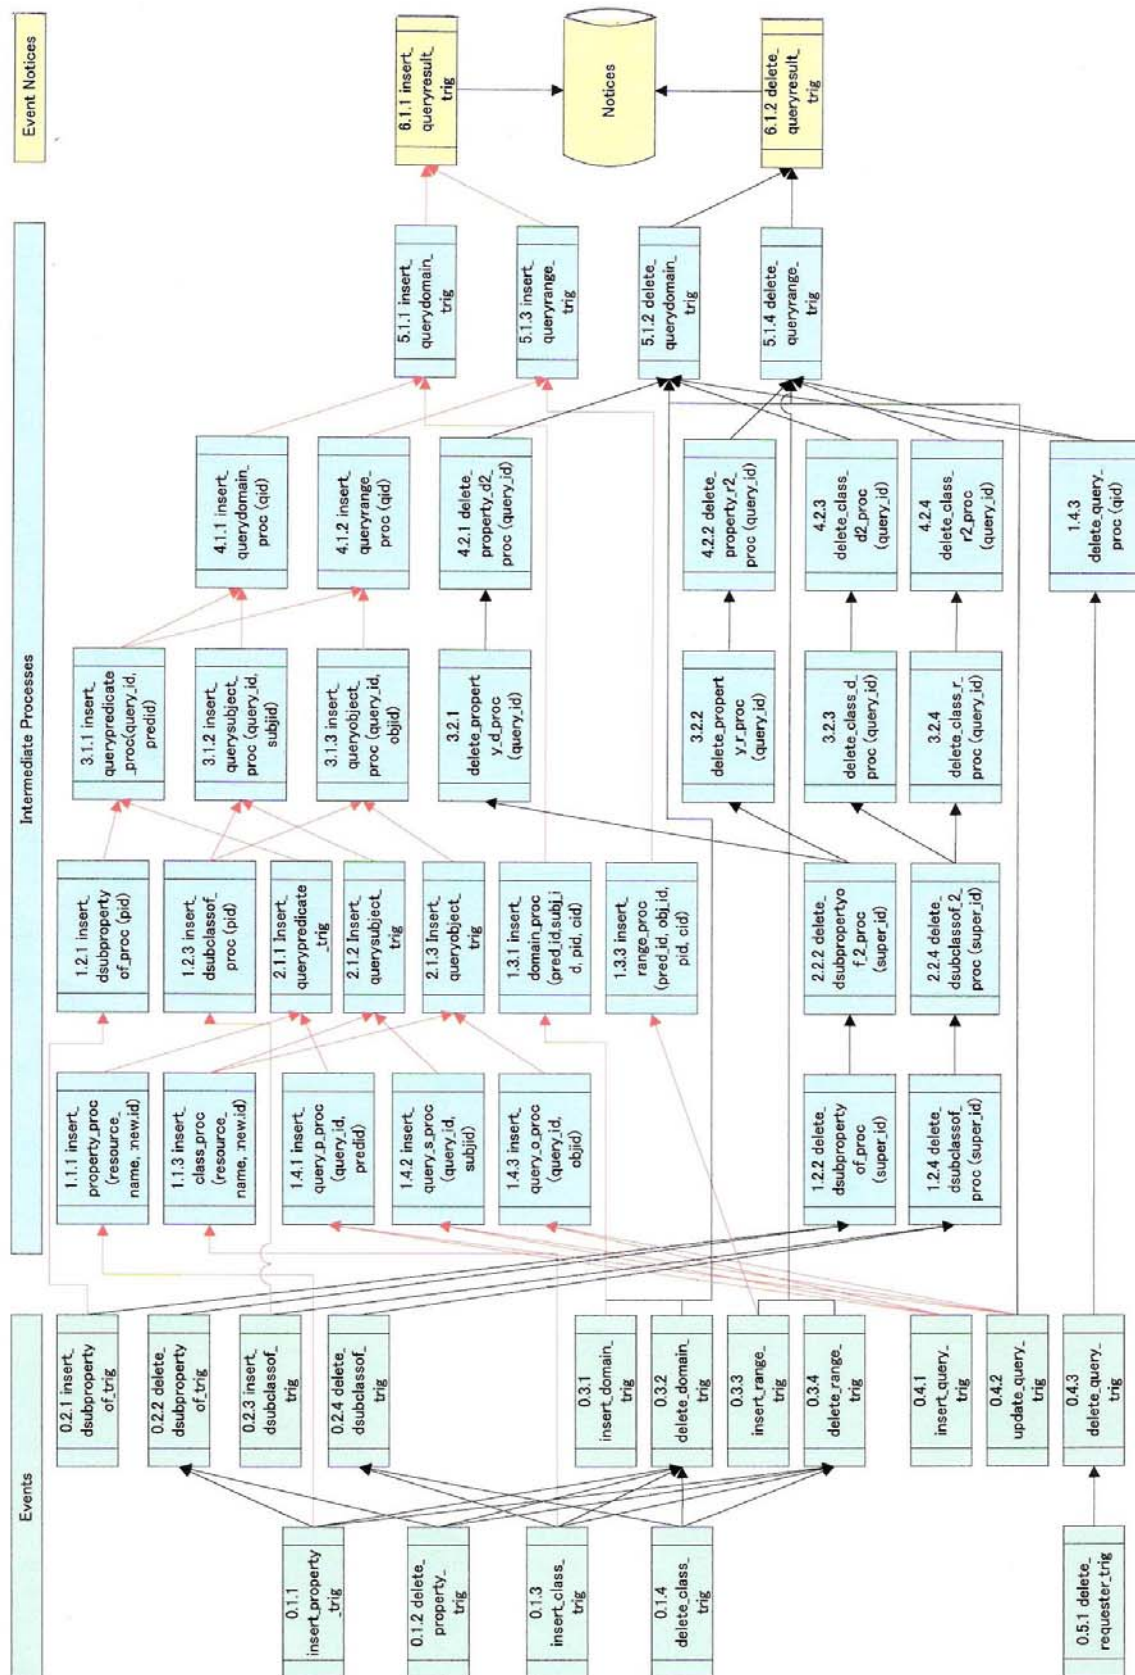 Events
Intermediate Processes
Event Notices
0.1.1
insert_property
_trig
0.1.2 delete_
property_
trig
0.1.3
insert_class_
trig
0.1.4
delete_class_
trig
0.5.1 delete_
requester_trig
0.2.1 insert_
dsubproperty
of_trig
0.2.2 delete_
dsubproperty
of_trig
0.2.3 insert_
dsubclassof_
trig
0.2.4 delete_
dsubclassof_
trig
0.3.1
insert_domain_
trig
0.3.2
delete_domain_
trig
0.3.3
insert_range_
trig
0.3.4
delete_range_
trig
0.4.1
insert_query_
trig
0.4.2
update_query_
trig
0.4.3
delete_query_
trig
1.1.1 insert_
property_proc
(resource_
name, :new.id)
1.1.3 insert_
class_proc
(resource_
name, :new.id)
1.4.1 insert_
query_p_proc
(query_id,
predid)
1.4.2 insert_
query_s_proc
(query_id,
subjid)
1.4.3 insert_
query_o_proc
(query_id,
objid)
1.2.2 delete_
dsubproperty
of_proc
(super_id)
1.2.4 delete_
dsubclassof_
proc (super_id)
1.2.1 insert_
dsubproperty
of_proc (pid)
1.2.3 insert_
dsubclassof_
proc (pid)
2.1.1 Insert_
querypredicate
_trig
2.1.2 Insert_
querysubject_
trig
2.1.3 Insert_
queryobject_
trig
1.3.1 insert_
domain_proc
(pred_id,subj_i
d, pid, cid)
1.3.3 insert_
range_proc
(pred_id, obj_id,
pid, cid)
2.2.2 delete_
dsubpropertyo
f_2_proc
(super_id)
2.2.4 delete_
dsubclassof_2_
proc (super_id)
3.1.1 insert_
querypredicate
_proc(query_id,
predid)
3.1.2 insert_
querysubject_
proc (query_id,
subjid)
3.1.3 insert_
queryobject_
proc (query_id,
objid)
3.2.1
delete_propert
y_d_proc
(query_id)
3.2.2
delete_propert
y_r_proc
(query_id)
3.2.3
delete_class_d_
proc (query_id)
3.2.4
delete_class_r_
proc (query_id)
4.1.1 insert_
querydomain_
proc (qid)
4.1.2 insert_
queryrange_
proc (qid)
4.2.1 delete_
property_d2_
proc (query_id)
4.2.2 delete_
property_r2_
proc (query_id)
4.2.3
delete_class_
d2_proc
(query_id)
4.2.4
delete_class_
r2_proc
(query_id)
1.4.3
delete_query_
proc (qid)
5.1.1 insert_
querydomain_
trig
5.1.3 insert_
queryrange_
trig
5.1.2 delete_
querydomain_
trig
5.1.4 delete_
queryrange_
trig
6.1.1 insert_
queryresult_
trig
Notices
6.1.2 delete_
queryresult_
trig